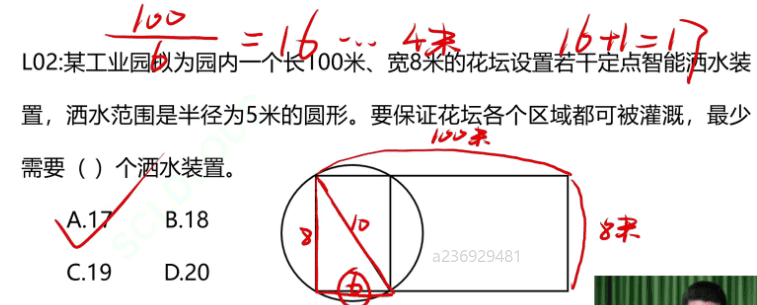 100/6 = 16 … 4米
16+1=17
L02:某工业园拟为园内一个长100米、宽8米的花坛设置若干定点智能洒水装
置，洒水范围是半径为5米的圆形。要保证花坛各个区域都可被灌溉，最少
需要（ ）个洒水装置。
100米
A.17 B.18
C.19 D.20
8
10
6
8米
a236929481